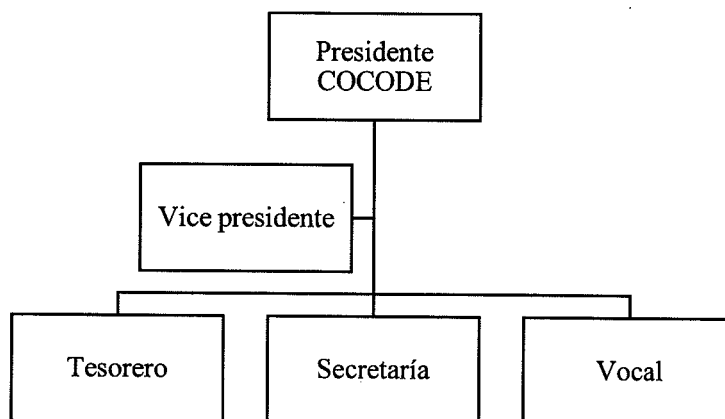 Presidente
COCODE
Vice presidente
Tesorero
Secretaría
Vocal